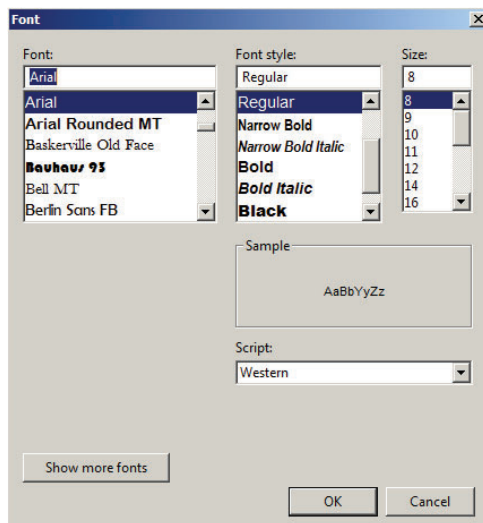 Font
Font:
Arial
Arial
Arial Rounded MT
Baskerville Old Face
Bauhaus 93
Bell MT
Berlin Sans FB
Font style:
Regular
Regular
Narrow Bold
Narrow Bold Italic
Bold
Bold Italic
Black
Size:
8
8
9
10
11
12
14
16
Sample
AaBbYyZz
Script:
Western
Show more fonts
OK
Cancel